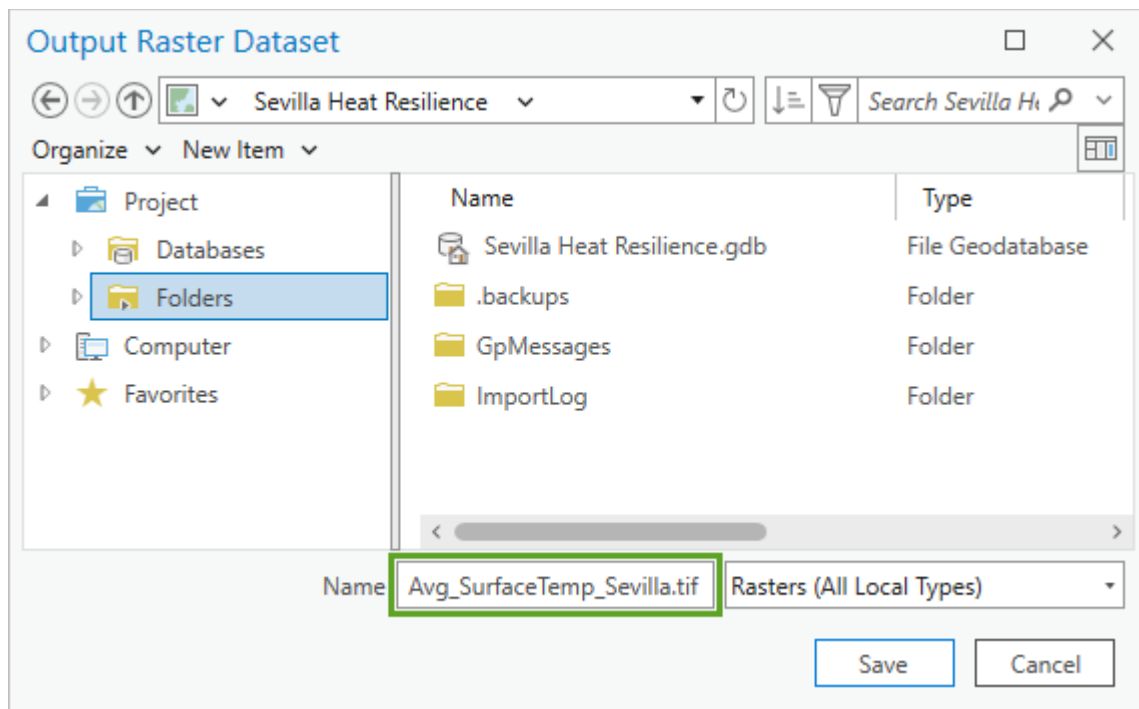 Output Raster Dataset
Sevilla Heat Resilience
Search Sevilla He
Organize New Item
Project
Databases
Folders
Computer
Favorites
Name Type
Sevilla Heat Resilience.gdb File Geodatabase
.backups Folder
GpMessages Folder
ImportLog Folder
Name Avg_SurfaceTemp_Sevilla.tif Rasters (All Local Types)
Save Cancel